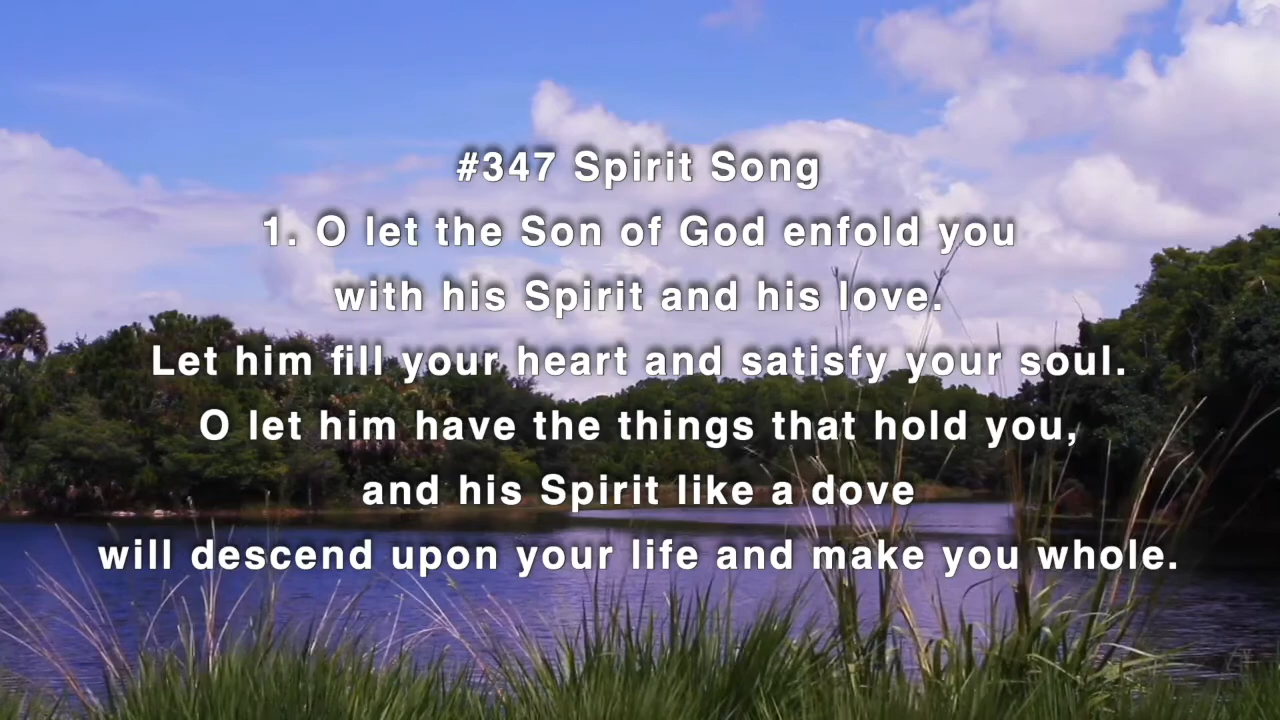 #347 Spirit Song
1. O let the Son of God enfold you
with his Spirit and his love.
Let him fill your heart and satisfy your soul.
O let him have the things that hold you,
and his Spirit like a dove
will descend upon your life and make you whole.